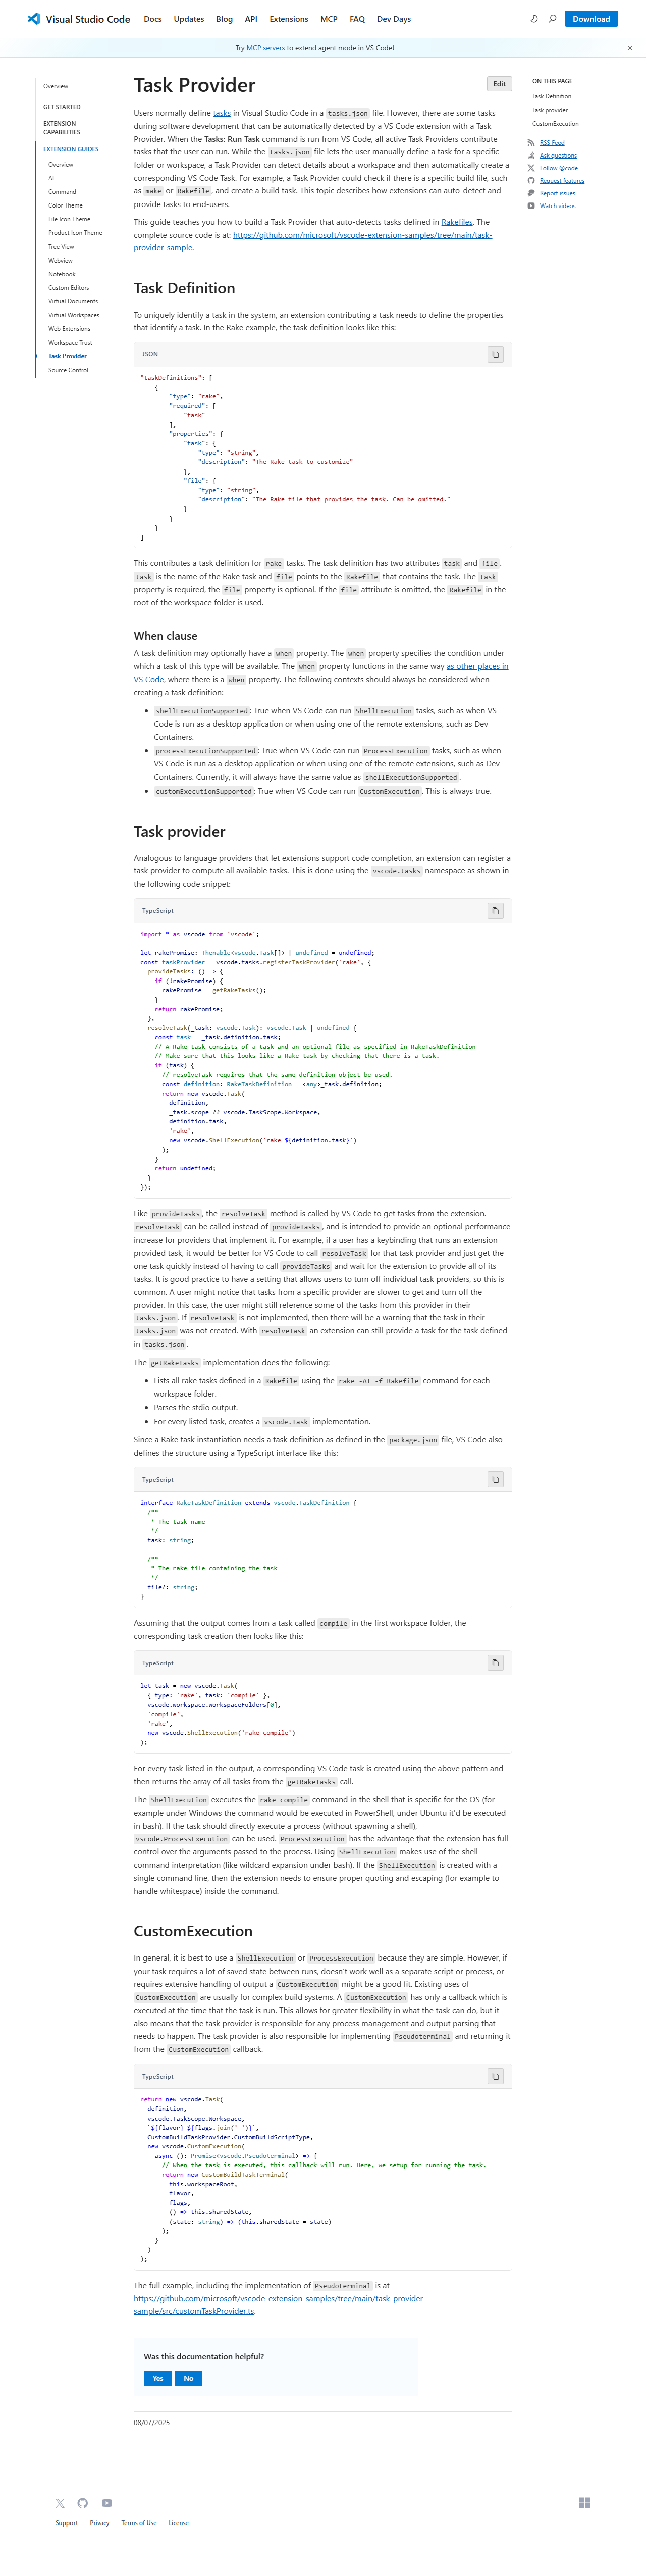 Visual Studio Code
Docs
Updates
Blog
API
Extensions
MCP
FAQ
Dev Days
Download
Try MCP servers to extend agent mode in VS Code!
Overview
GET STARTED
EXTENSION
CAPABILITIES
EXTENSION GUIDES
Overview
AI
Command
Color Theme
File Icon Theme
Product Icon Theme
Tree View
Webview
Notebook
Custom Editors
Virtual Documents
Virtual Workspaces
Web Extensions
Workspace Trust
Task Provider
Source Control
Task Provider
Edit
Users normally define tasks in Visual Studio Code in a tasks.json file. However, there are some tasks
during software development that can be automatically detected by a VS Code extension with a Task
Provider. When the Tasks: Run Task command is run from VS Code, all active Task Providers contribute
tasks that the user can run. While the tasks.json file lets the user manually define a task for a specific
folder or workspace, a Task Provider can detect details about a workspace and then automatically create a
corresponding VS Code Task. For example, a Task Provider could check if there is a specific build file, such
as make or Rakefile, and create a build task. This topic describes how extensions can auto-detect and
provide tasks to end-users.
This guide teaches you how to build a Task Provider that auto-detects tasks defined in Rakefiles. The
complete source code is at: https://github.com/microsoft/vscode-extension-samples/tree/main/task-
provider-sample.
Task Definition
To uniquely identify a task in the system, an extension contributing a task needs to define the properties
that identify a task. In the Rake example, the task definition looks like this:
JSON
"taskDefinitions": [
    {
        "type": "rake",
        "required": [
            "task"
        ],
        "properties": {
            "task": {
                "type": "string",
                "description": "The Rake task to customize"
            },
            "file": {
                "type": "string",
                "description": "The Rake file that provides the task. Can be omitted."
            }
        }
    }
]
This contributes a task definition for rake tasks. The task definition has two attributes task and file.
task is the name of the Rake task and file points to the Rakefile that contains the task. The task
property is required, the file property is optional. If the file attribute is omitted, the Rakefile in the
root of the workspace folder is used.
When clause
A task definition may optionally have a when property. The when property specifies the condition under
which a task of this type will be available. The when property functions in the same way as other places in
VS Code, where there is a when property. The following contexts should always be considered when
creating a task definition:
• shellExecutionSupported: True when VS Code can run ShellExecution tasks, such as when VS
Code is run as a desktop application or when using one of the remote extensions, such as Dev
Containers.
• processExecutionSupported: True when VS Code can run ProcessExecution tasks, such as when
VS Code is run as a desktop application or when using one of the remote extensions, such as Dev
Containers. Currently, it will always have the same value as shellExecutionSupported.
• customExecutionSupported: True when VS Code can run CustomExecution. This is always true.
Task provider
Analogous to language providers that let extensions support code completion, an extension can register a
task provider to compute all available tasks. This is done using the vscode.tasks namespace as shown in
the following code snippet:
TypeScript
import * as vscode from 'vscode';
let rakePromise: Thenable<vscode.Task[]> | undefined = undefined;
const taskProvider = vscode.tasks.registerTaskProvider('rake', {
  provideTasks: () => {
    if (!rakePromise) {
      rakePromise = getRakeTasks();
    }
    return rakePromise;
  },
  resolveTask(_task: vscode.Task): vscode.Task | undefined {
    const task = _task.definition.task;
    // A Rake task consists of a task and an optional file as specified in RakeTaskDefinition
    // Make sure that this looks like a Rake task by checking that there is a task.
    if (task) {
      // resolveTask requires that the same definition object be used.
      const definition: RakeTaskDefinition = <any>_task.definition;
      return new vscode.Task(
        definition,
        _task.scope ?? vscode.TaskScope.Workspace,
        definition.task,
        'rake',
        new vscode.ShellExecution(`rake ${definition.task}`)
      );
    }
    return undefined;
  }
});
Like provideTasks, the resolveTask method is called by VS Code to get tasks from the extension.
resolveTask can be called instead of provideTasks, and is intended to provide an optional performance
increase for providers that implement it. For example, if a user has a keybinding that runs an extension
provided task, it would be better for VS Code to call resolveTask for that task provider and just get the
one task quickly instead of having to call provideTasks and wait for the extension to provide all of its
tasks. It is good practice to have a setting that allows users to turn off individual task providers, so this is
common. A user might notice that tasks from a specific provider are slower to get and turn off the
provider. In this case, the user might still reference some of the tasks from this provider in their
tasks.json. If resolveTask is not implemented, then there will be a warning that the task in their
tasks.json was not created. With resolveTask an extension can still provide a task for the task defined
in tasks.json.
The getRakeTasks implementation does the following:
• Lists all rake tasks defined in a Rakefile using the rake -AT -f Rakefile command for each
workspace folder.
• Parses the stdio output.
• For every listed task, creates a vscode.Task implementation.
Since a Rake task instantiation needs a task definition as defined in the package.json file, VS Code also
defines the structure using a TypeScript interface like this:
TypeScript
interface RakeTaskDefinition extends vscode.TaskDefinition {
  /**
   * The task name
   */
  task: string;
  /**
   * The rake file containing the task
   */
  file?: string;
}
Assuming that the output comes from a task called compile in the first workspace folder, the
corresponding task creation then looks like this:
TypeScript
let task = new vscode.Task(
  { type: 'rake', task: 'compile' },
  vscode.workspace.workspaceFolders[0],
  'compile',
  'rake',
  new vscode.ShellExecution('rake compile')
);
For every task listed in the output, a corresponding VS Code task is created using the above pattern and
then returns the array of all tasks from the getRakeTasks call.
The ShellExecution executes the rake compile command in the shell that is specific for the OS (for
example under Windows the command would be executed in PowerShell, under Ubuntu it'd be executed
in bash). If the task should directly execute a process (without spawning a shell),
vscode.ProcessExecution can be used. ProcessExecution has the advantage that the extension has full
control over the arguments passed to the process. Using ShellExecution makes use of the shell
command interpretation (like wildcard expansion under bash). If the ShellExecution is created with a
single command line, then the extension needs to ensure proper quoting and escaping (for example to
handle whitespace) inside the command.
CustomExecution
In general, it is best to use a ShellExecution or ProcessExecution because they are simple. However, if
your task requires a lot of saved state between runs, doesn't work well as a separate script or process, or
requires extensive handling of output a CustomExecution might be a good fit. Existing uses of
CustomExecution are usually for complex build systems. A CustomExecution has only a callback which is
executed at the time that the task is run. This allows for greater flexibility in what the task can do, but it
also means that the task provider is responsible for any process management and output parsing that
needs to happen. The task provider is also responsible for implementing Pseudoterminal and returning it
from the CustomExecution callback.
TypeScript
return new vscode.Task(
  definition,
  vscode.TaskScope.Workspace,
  `${flavor} ${flags.join(' ')}`,
  CustomBuildTaskProvider.CustomBuildScriptType,
  new vscode.CustomExecution(
    async (): Promise<vscode.Pseudoterminal> => {
      // When the task is executed, this callback will run. Here, we setup for running the task.
      return new CustomBuildTaskTerminal(
        this.workspaceRoot,
        flavor,
        flags,
        () => this.sharedState,
        (state: string) => (this.sharedState = state)
      );
    }
  )
);
The full example, including the implementation of Pseudoterminal is at
https://github.com/microsoft/vscode-extension-samples/tree/main/task-provider-
sample/src/customTaskProvider.ts.
Was this documentation helpful?
Yes
No
08/07/2025
ON THIS PAGE
Task Definition
Task provider
CustomExecution
RSS Feed
Ask questions
Follow @code
Request features
Report issues
Watch videos
Support
Privacy
Terms of Use
License